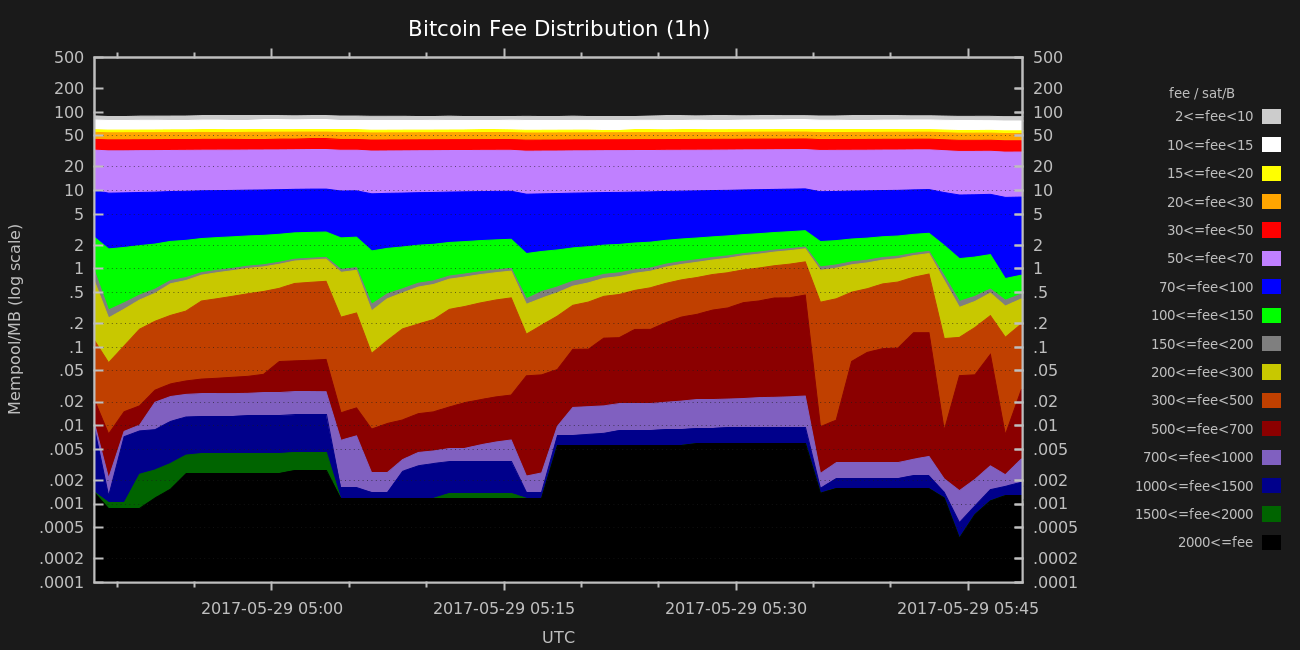 Bitcoin Fee Distribution (1h)
500 500
200 200
100 100
50 50
20 20
10 10
5 5
2 2
1 1
.5 .5
.2 .2
.1 .1
.05 .05
.02 .02
.01 .01
.005 .005
.002 .002
.001 .001
.0005 .0005
.0002 .0002
.0001 .0001
Mempool/MB (log scale)
2017-05-29 05:00 2017-05-29 05:15 2017-05-29 05:30 2017-05-29 05:45
UTC
fee / sat/B
2<=fee<10
10<=fee<15
15<=fee<20
20<=fee<30
30<=fee<50
50<=fee<70
70<=fee<100
100<=fee<150
150<=fee<200
200<=fee<300
300<=fee<500
500<=fee<700
700<=fee<1000
1000<=fee<1500
1500<=fee<2000
2000<=fee